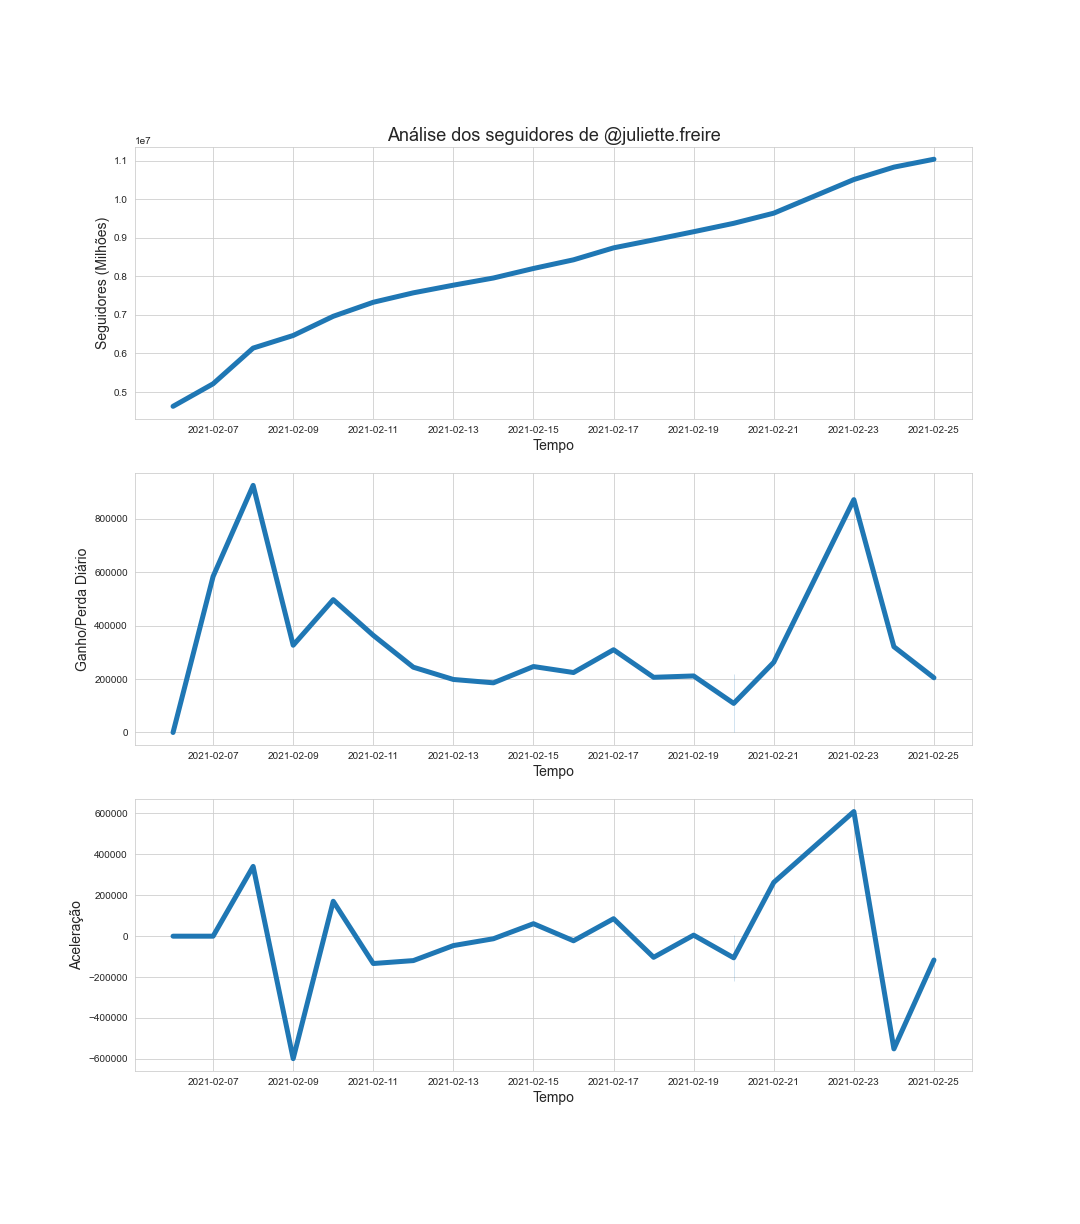 Análise dos seguidores de @juliette.freire
1e7
1.1
1.0
0.9
0.8
0.7
0.6
0.5
Seguidores (Milhões)
2021-02-07 2021-02-09 2021-02-11 2021-02-13 2021-02-15 2021-02-17 2021-02-19 2021-02-21 2021-02-23 2021-02-25
Tempo
800000
600000
400000
200000
0
Ganho/Perda Diário
2021-02-07 2021-02-09 2021-02-11 2021-02-13 2021-02-15 2021-02-17 2021-02-19 2021-02-21 2021-02-23 2021-02-25
Tempo
600000
400000
200000
0
−200000
−400000
−600000
Aceleração
2021-02-07 2021-02-09 2021-02-11 2021-02-13 2021-02-15 2021-02-17 2021-02-19 2021-02-21 2021-02-23 2021-02-25
Tempo